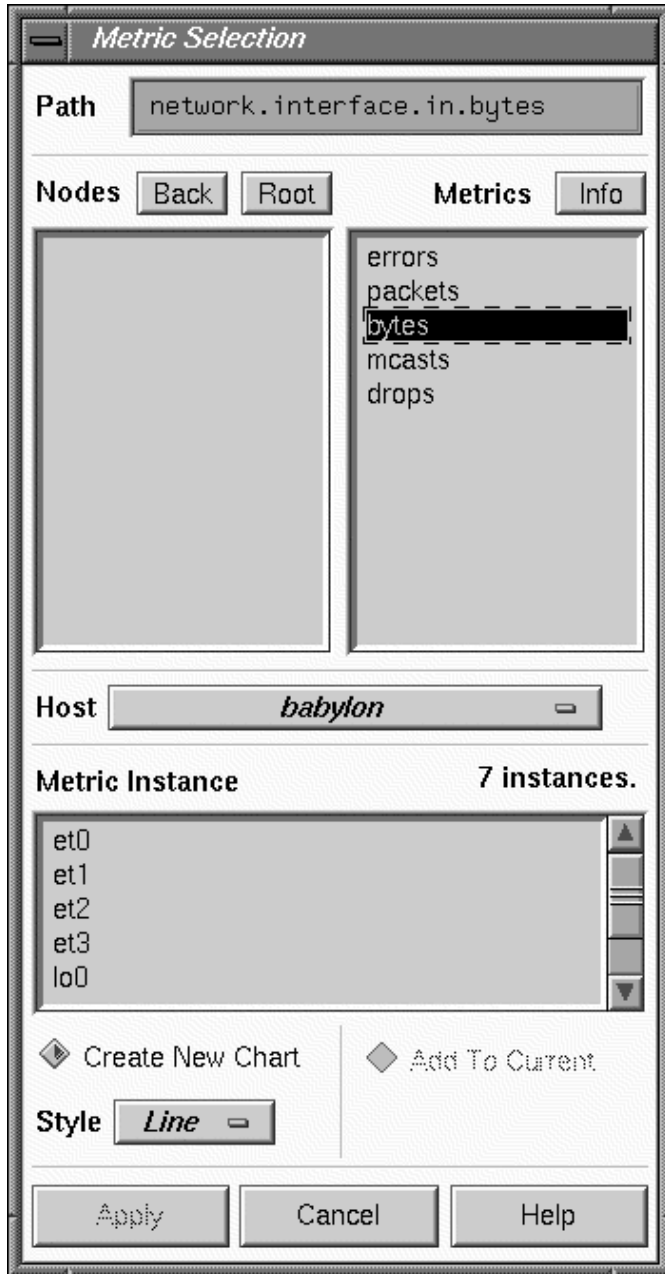 Metric Selection
Path network.interface.in.bytes
Nodes Back Root Metrics Info
errors
packets
bytes
mcasts
drops
Host babylon
Metric Instance 7 instances.
et0
et1
et2
et3
lo0
Create New Chart Add To Current
Style Line
Apply Cancel Help